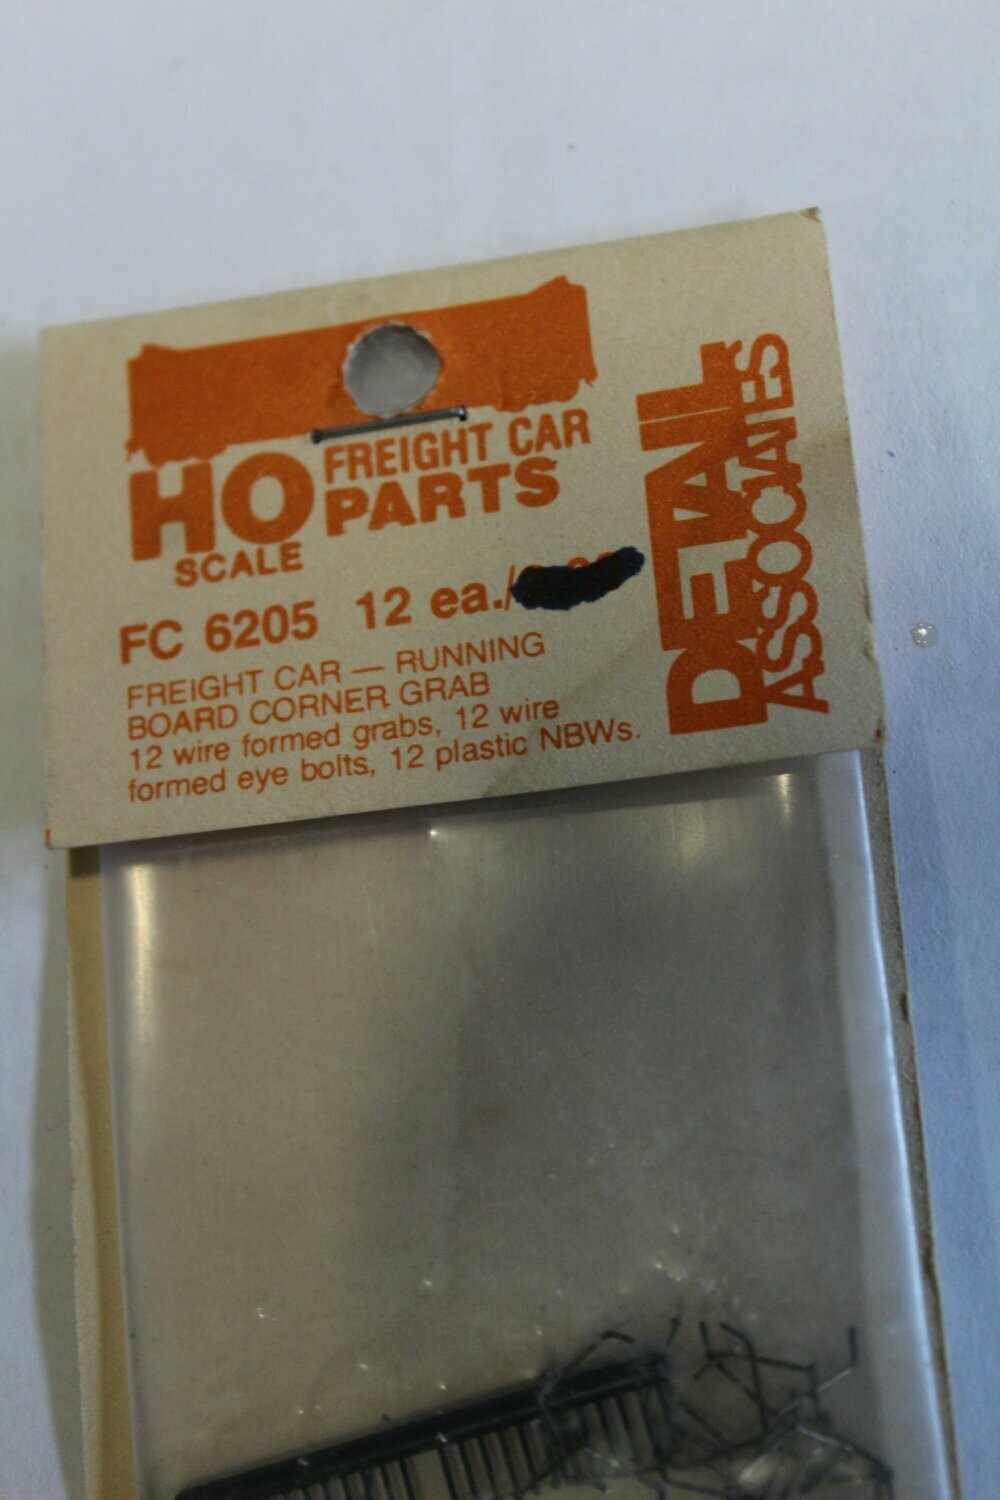 HO FREIGHT CAR
PARTS
SCALE
FC 6205 12 ea./
FREIGHT CAR — RUNNING
BOARD CORNER GRAB
12 wire formed grabs, 12 wire
formed eye bolts, 12 plastic NBWs.
DETAIL
ASSOCIATES